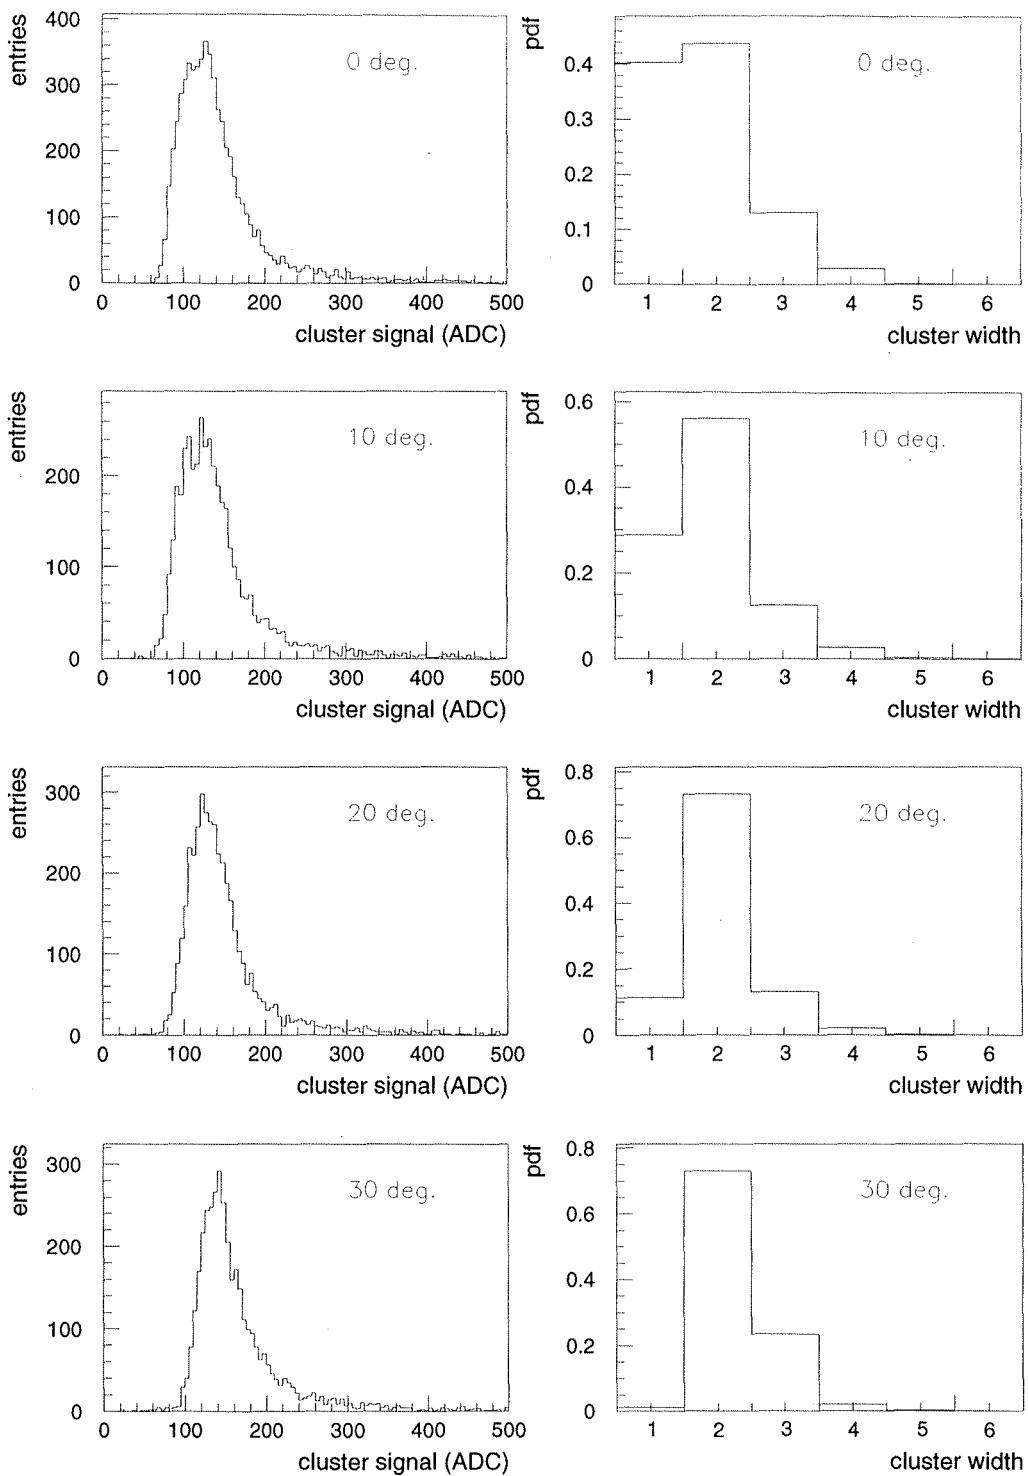 entries
400
300
200
100
0
0 deg.
0 100 200 300 400 500
cluster signal (ADC)
pdf
0.4
0.3
0.2
0.1
0
0 deg.
1 2 3 4 5 6
cluster width
entries
200
100
0
10 deg.
0 100 200 300 400 500
cluster signal (ADC)
pdf
0.6
0.4
0.2
0
10 deg.
1 2 3 4 5 6
cluster width
entries
300
200
100
0
20 deg.
0 100 200 300 400 500
cluster signal (ADC)
pdf
0.8
0.6
0.4
0.2
0
20 deg.
1 2 3 4 5 6
cluster width
entries
300
200
100
0
30 deg.
0 100 200 300 400 500
cluster signal (ADC)
pdf
0.8
0.6
0.4
0.2
0
30 deg.
1 2 3 4 5 6
cluster width